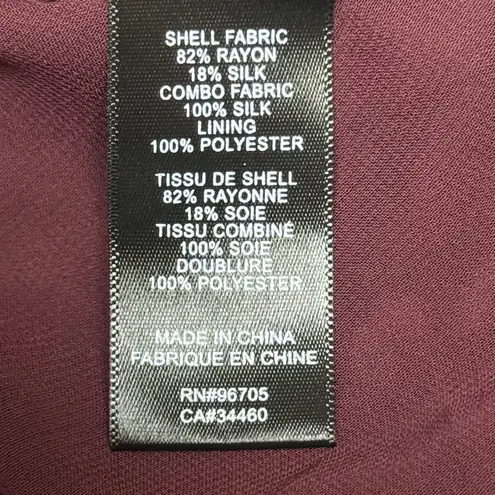 SHELL FABRIC
82% RAYON
18% SILK
COMBO FABRIC
100% SILK
LINING
100% POLYESTER
TISSU DE SHELL
82% RAYONNE
18% SOIE
TISSU COMBINÉ
100% SOIE
DOUBLURE
100% POLYESTER
MADE IN CHINA
FABRIQUE EN CHINE
RN#96705
CA#34460